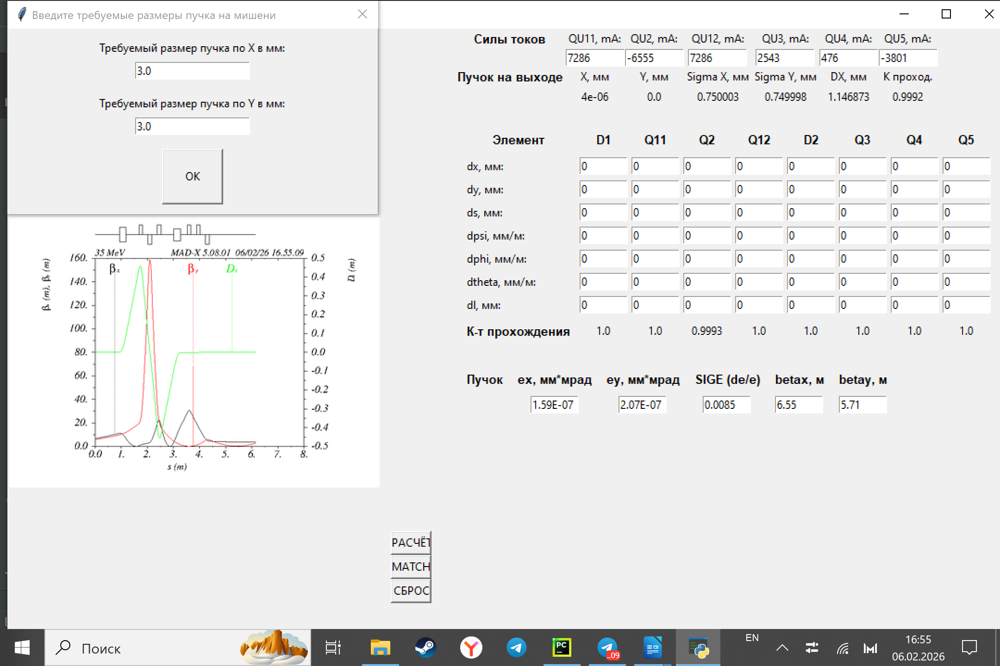 Введите требуемые размеры пучка на мишени
Требуемый размер пучка по X в мм:
3.0
Требуемый размер пучка по Y в мм:
3.0
OK
Силы токов QU11, mA: QU2, mA: QU12, mA: QU3, mA: QU4, mA: QU5, mA:
7286 -6555 7286 2543 476 -3801
Пучок на выходе X, мм Y, мм Sigma X, мм Sigma Y, мм DX, мм К проход.
4e-06 0.0 0.750003 0.749998 1.146873 0.9992
Элемент D1 Q11 Q2 Q12 D2 Q3 Q4 Q5
dx, мм: 0 0 0 0 0 0 0 0
dy, мм: 0 0 0 0 0 0 0 0
ds, мм: 0 0 0 0 0 0 0 0
dpsi, мм/м: 0 0 0 0 0 0 0 0
dphi, мм/м: 0 0 0 0 0 0 0 0
dtheta, мм/м: 0 0 0 0 0 0 0 0
dl, мм: 0 0 0 0 0 0 0 0
К-т прохождения 1.0 1.0 0.9993 1.0 1.0 1.0 1.0 1.0
Пучок ex, мм*мрад ey, мм*мрад SIGE (de/e) betax, м betay, м
1.59E-07 2.07E-07 0.0085 6.55 5.71
35 MeV MAD-X 5.08.01 06/02/26 16.55.09
βx βy Dx
160. 0.5
140. 0.4
0.3
120. 0.2
100. 0.1
80. 0.0
60. -0.1
-0.2
40. -0.3
20. -0.4
0.0 -0.5
0.0 1. 2. 3. 4. 5. 6. 7. 8.
s (m)
РАСЧЁТ
MATCH
СБРОС
Поиск
PC
..09
EN
16:55
06.02.2026